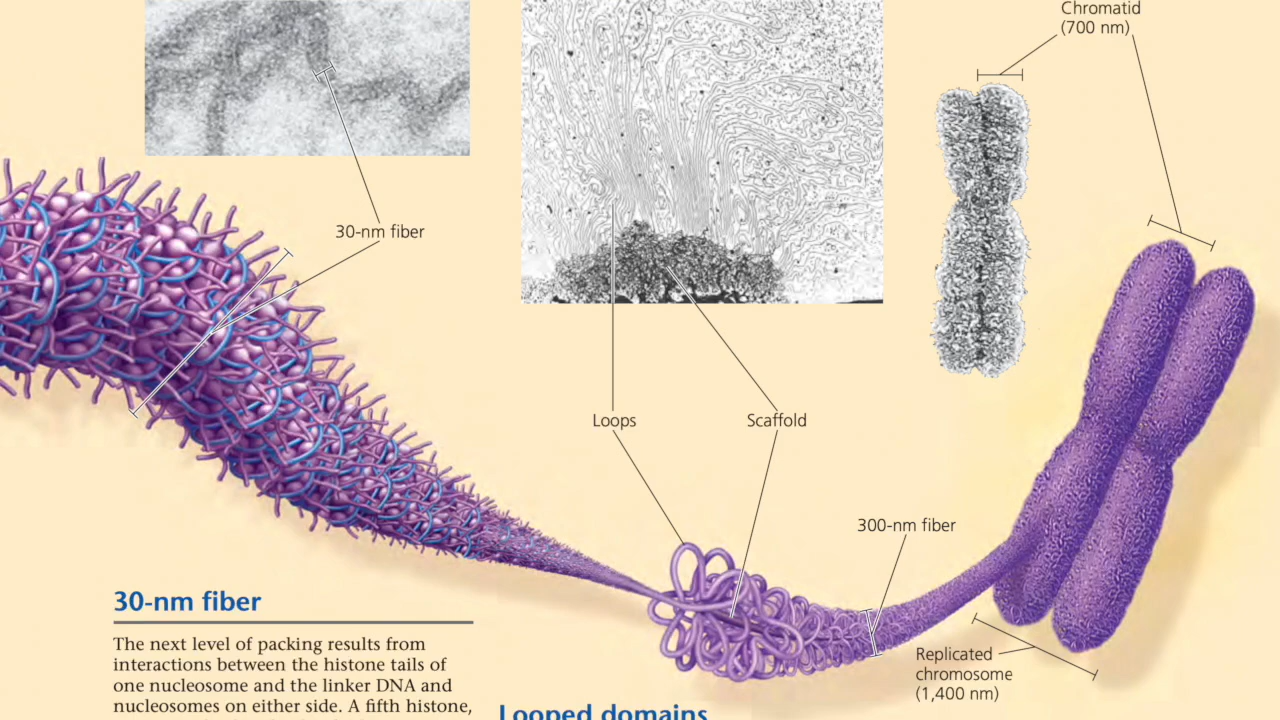 Chromatid
(700 nm)
30-nm fiber
Loops
Scaffold
300-nm fiber
Replicated
chromosome
(1,400 nm)
30-nm fiber
The next level of packing results from
interactions between the histone tails of
one nucleosome and the linker DNA and
nucleosomes on either side. A fifth histone,
Looped domains